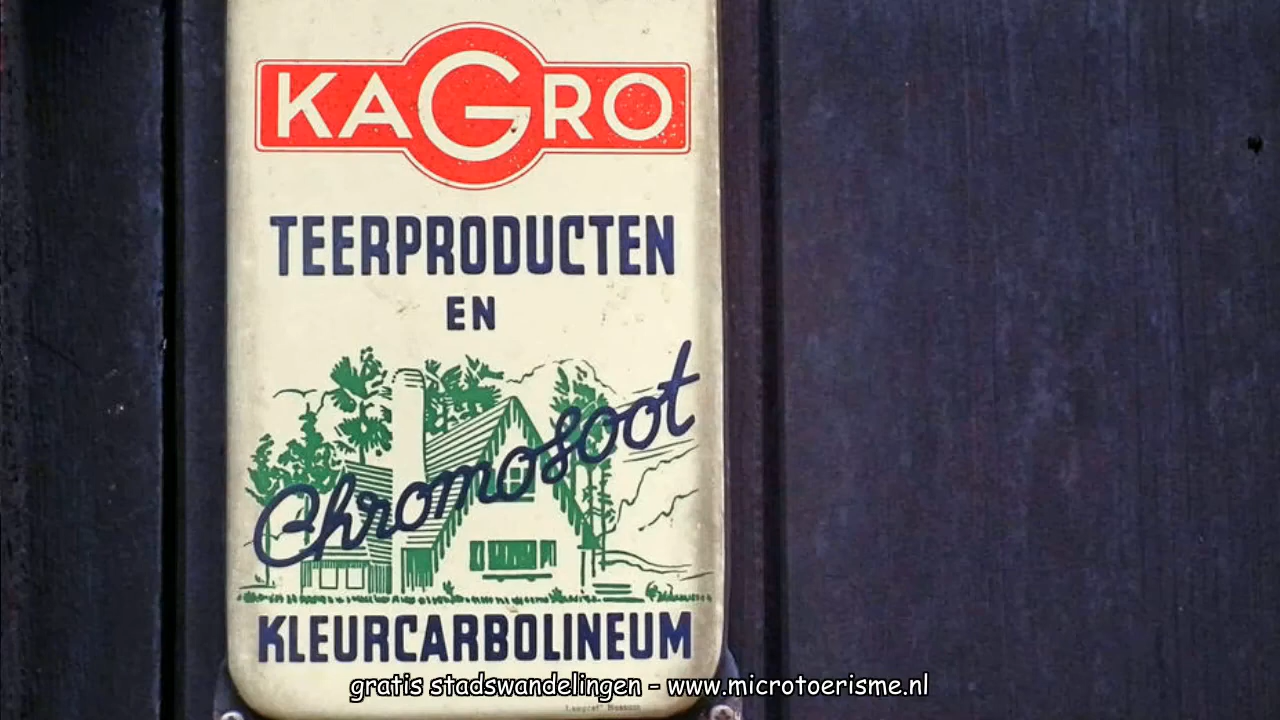 KAGRO
TEERPRODUCTEN
EN
Chromosoot
KLEURCARBOLINEUM
gratis stadswandelingen - www.microtoerisme.nl